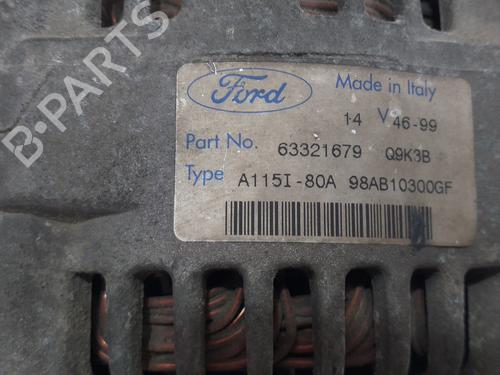 B-PARTS
Ford
Made in Italy
14 V 46-99
Part No. 63321679 Q9K3B
Type A115I-80A 98AB10300GF